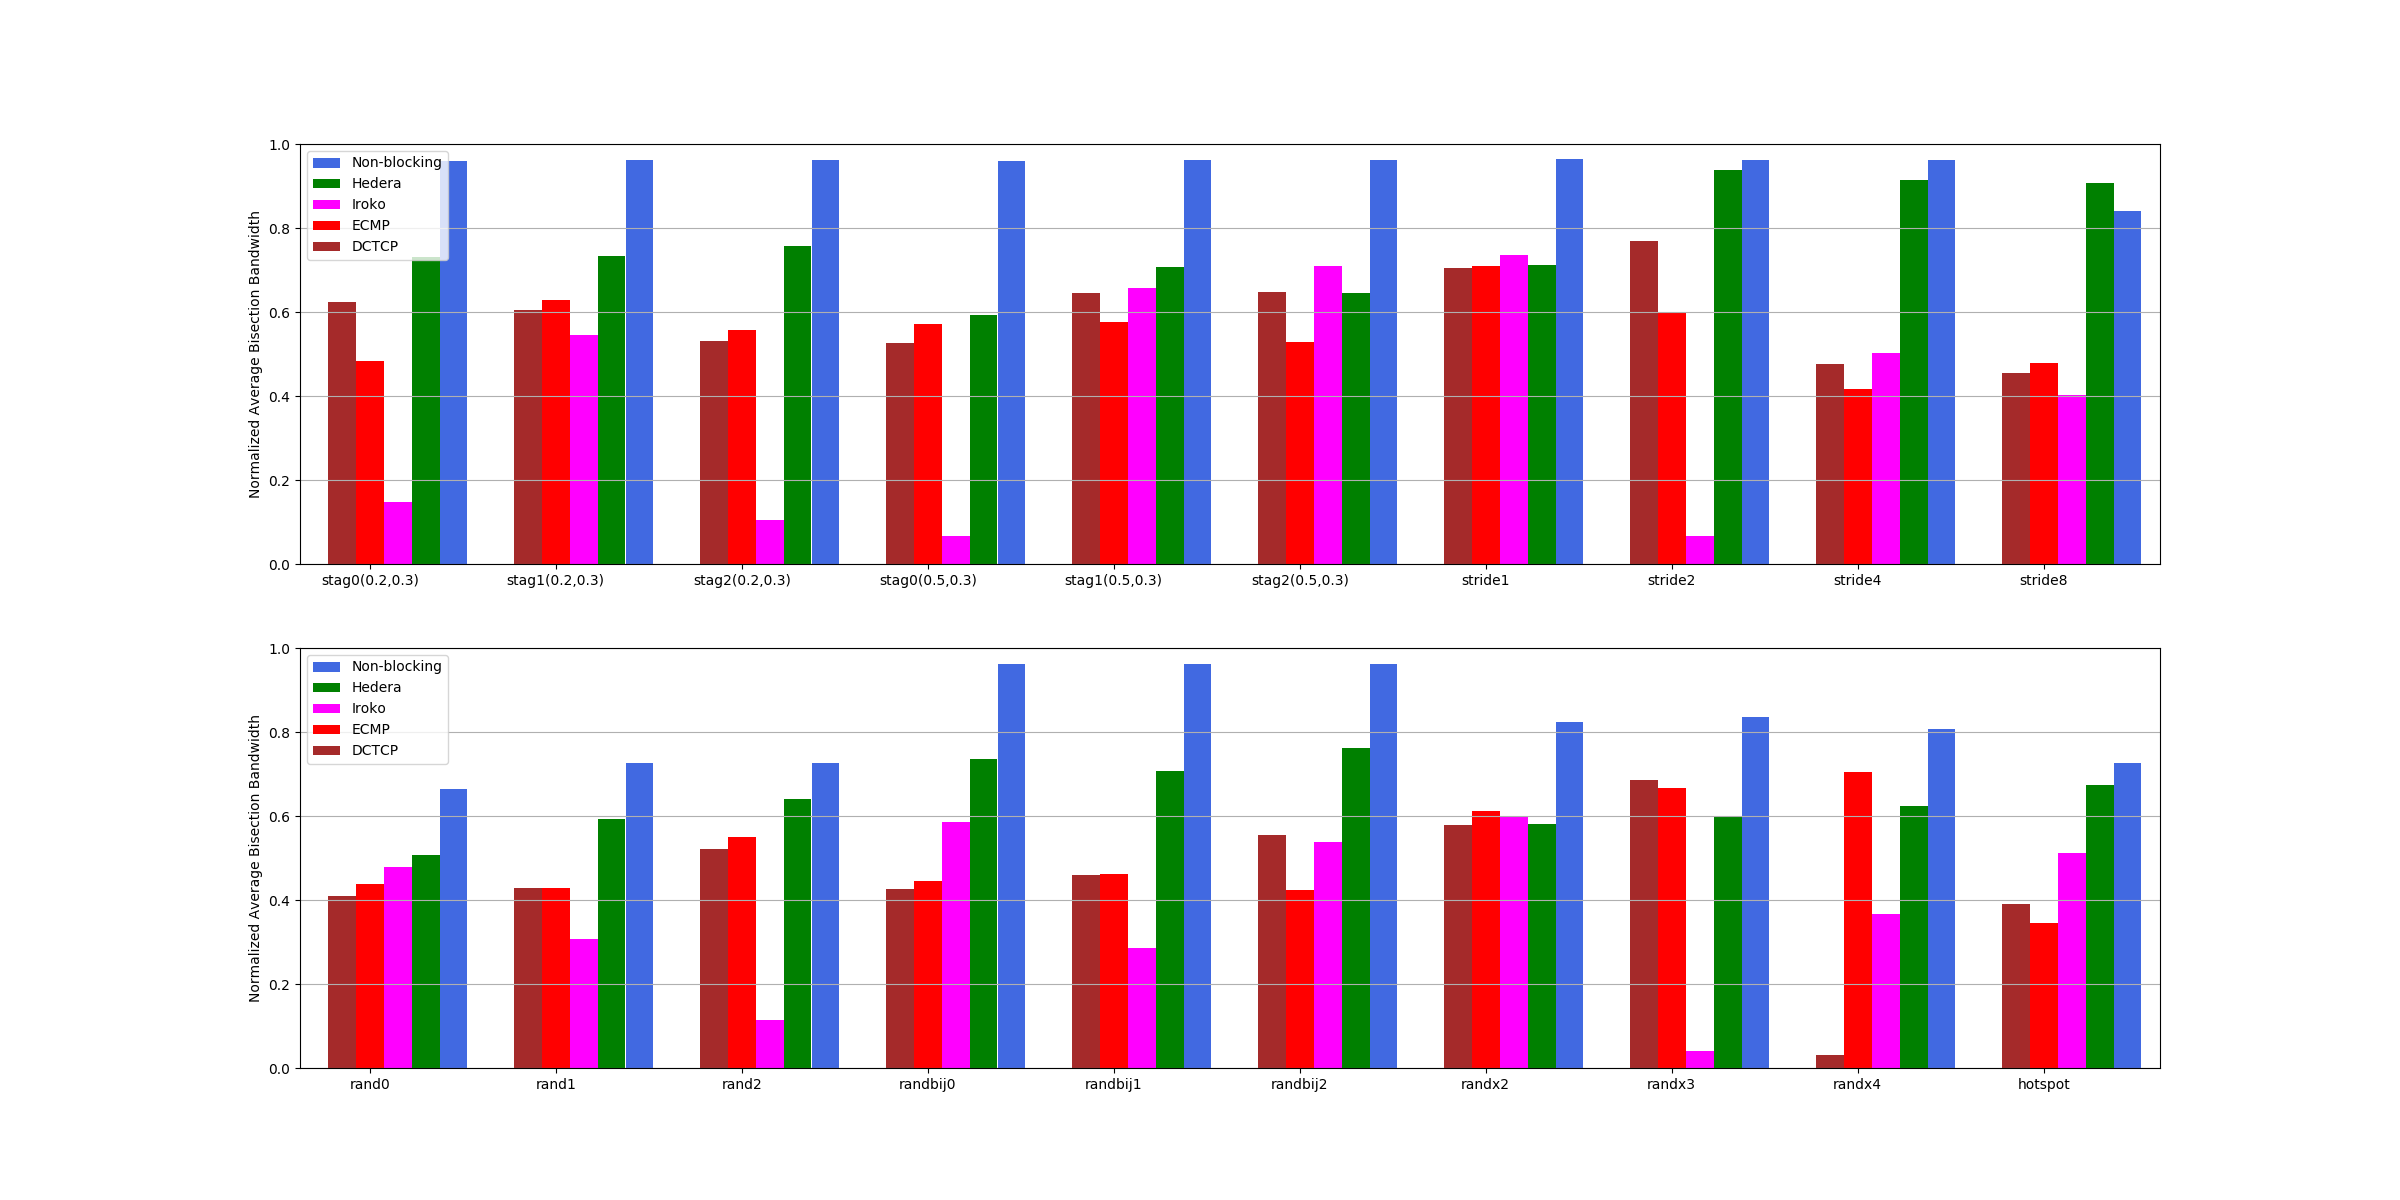 Normalized Average Bisection Bandwidth
1.0
0.8
0.6
0.4
0.2
0.0
Non-blocking
Hedera
Iroko
ECMP
DCTCP
stag0(0.2,0.3) stag1(0.2,0.3) stag2(0.2,0.3) stag0(0.5,0.3) stag1(0.5,0.3) stag2(0.5,0.3) stride1 stride2 stride4 stride8
Normalized Average Bisection Bandwidth
1.0
0.8
0.6
0.4
0.2
0.0
Non-blocking
Hedera
Iroko
ECMP
DCTCP
rand0 rand1 rand2 randbij0 randbij1 randbij2 randx2 randx3 randx4 hotspot